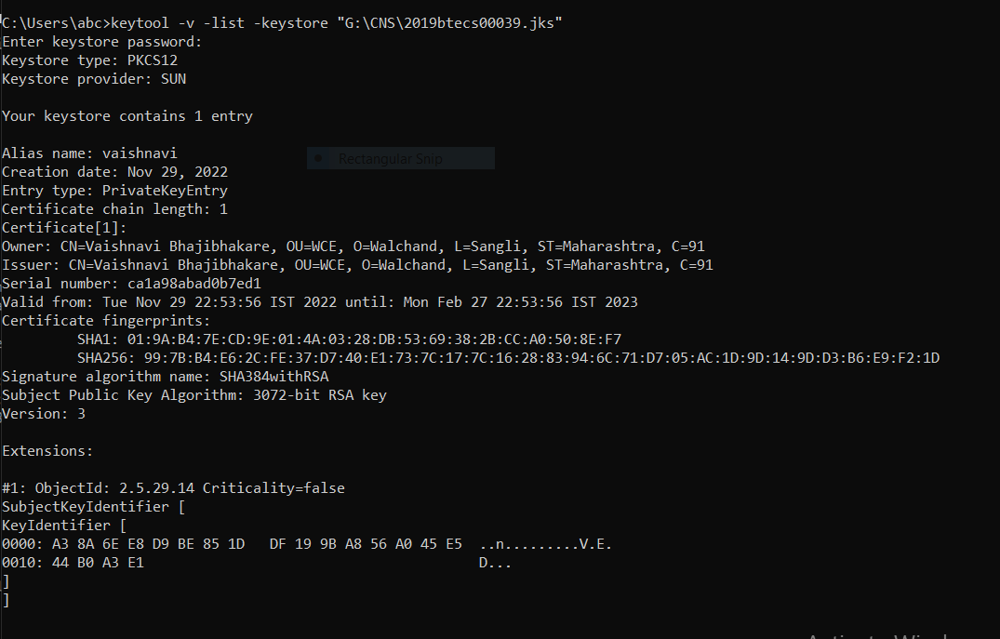 C:\Users\abc>keytool -v -list -keystore "G:\CNS\2019btecs00039.jks"
Enter keystore password:
Keystore type: PKCS12
Keystore provider: SUN
Your keystore contains 1 entry
Alias name: vaishnavi
Rectangular Snip
Creation date: Nov 29, 2022
Entry type: PrivateKeyEntry
Certificate chain length: 1
Certificate[1]:
Owner: CN=Vaishnavi Bhajibhakare, OU=WCE, O=Walchand, L=Sangli, ST=Maharashtra, C=91
Issuer: CN=Vaishnavi Bhajibhakare, OU=WCE, O=Walchand, L=Sangli, ST=Maharashtra, C=91
Serial number: ca1a98abad0b7ed1
Valid from: Tue Nov 29 22:53:56 IST 2022 until: Mon Feb 27 22:53:56 IST 2023
Certificate fingerprints:
SHA1: 01:9A:B4:7E:CD:9E:01:4A:03:28:DB:53:69:38:2B:CC:A0:50:8E:F7
SHA256: 99:7B:B4:E6:2C:FE:37:D7:40:E1:73:7C:17:7C:16:28:83:94:6C:71:D7:05:AC:1D:9D:14:9D:D3:B6:E9:F2:1D
Signature algorithm name: SHA384withRSA
Subject Public Key Algorithm: 3072-bit RSA key
Version: 3
Extensions:
#1: ObjectId: 2.5.29.14 Criticality=false
SubjectKeyIdentifier [
KeyIdentifier [
0000: A3 8A 6E E8 D9 BE 85 1D   DF 19 9B A8 56 A0 45 E5  ..n.........V.E.
0010: 44 B0 A3 E1                                        D...
]
]